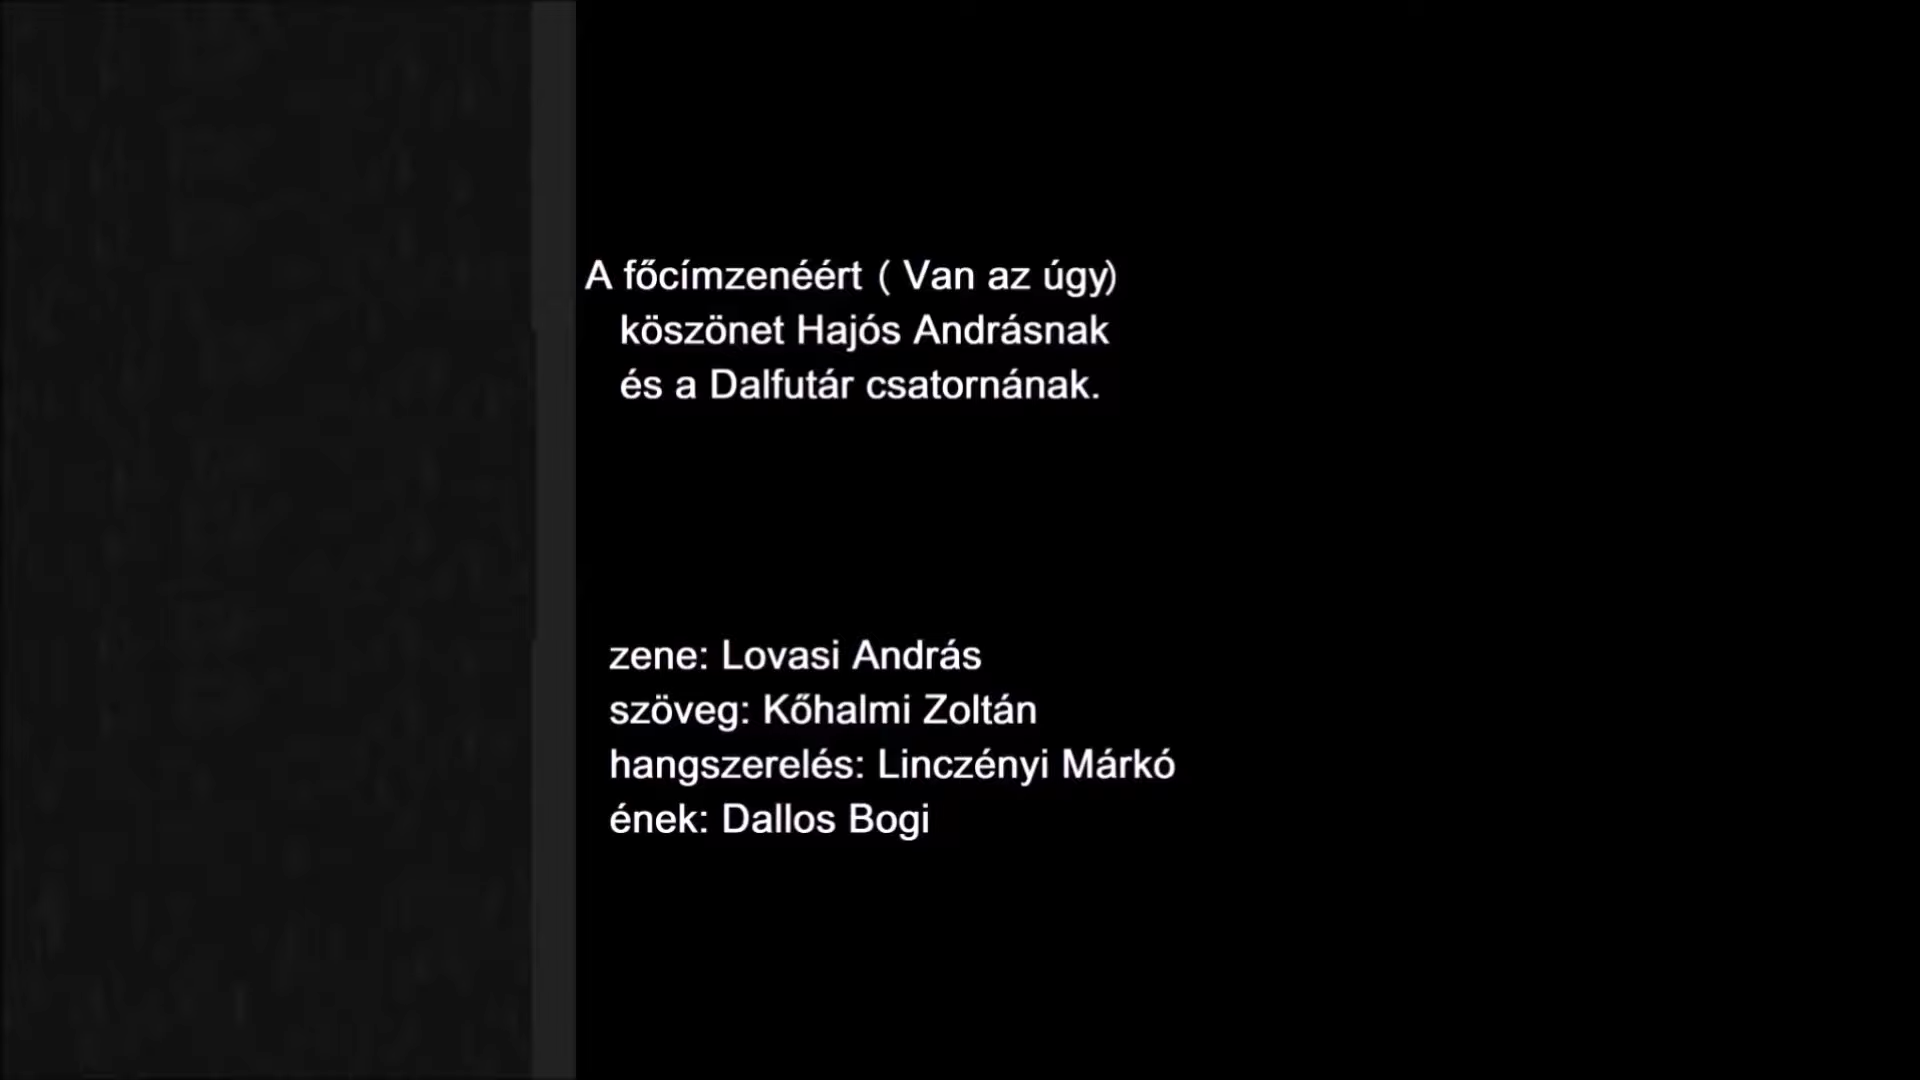 A főcímzenéért ( Van az úgy)
köszönet Hajós Andrásnak
és a Dalfutár csatornának.
zene: Lovasi András
szöveg: Kőhalmi Zoltán
hangszerelés: Linczényi Márkó
ének: Dallos Bogi